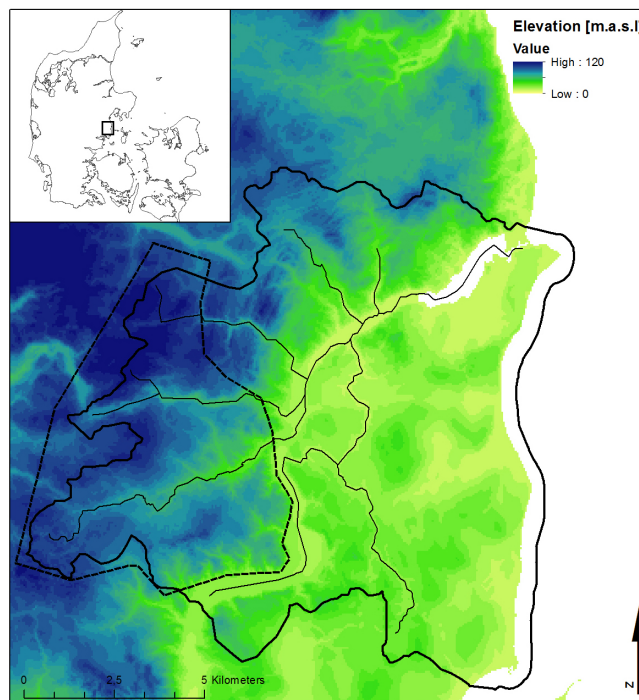 Elevation [m.a.s.l]
Value
High : 120
Low : 0
0 2,5 5 Kilometers
N